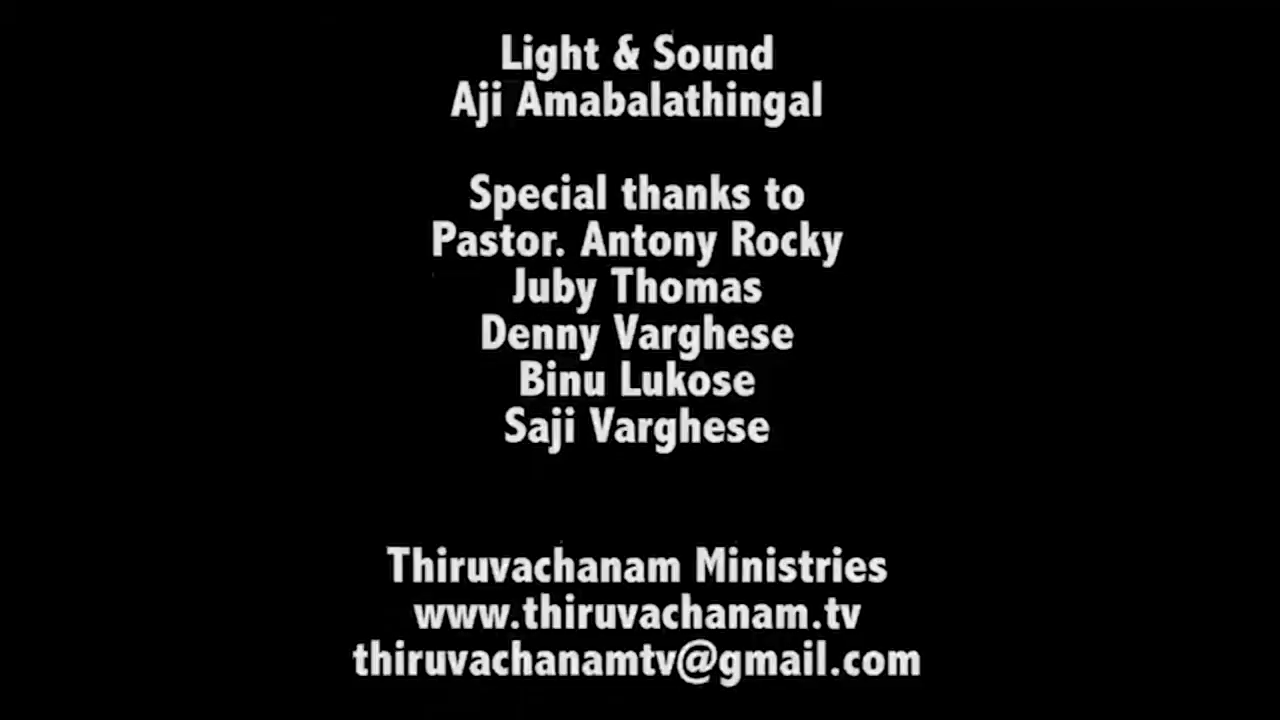 Light & Sound
Aji Amabalathingal
Special thanks to
Pastor. Antony Rocky
Juby Thomas
Denny Varghese
Binu Lukose
Saji Varghese
Thiruvachanam Ministries
www.thiruvachanam.tv
thiruvachanamtv@gmail.com